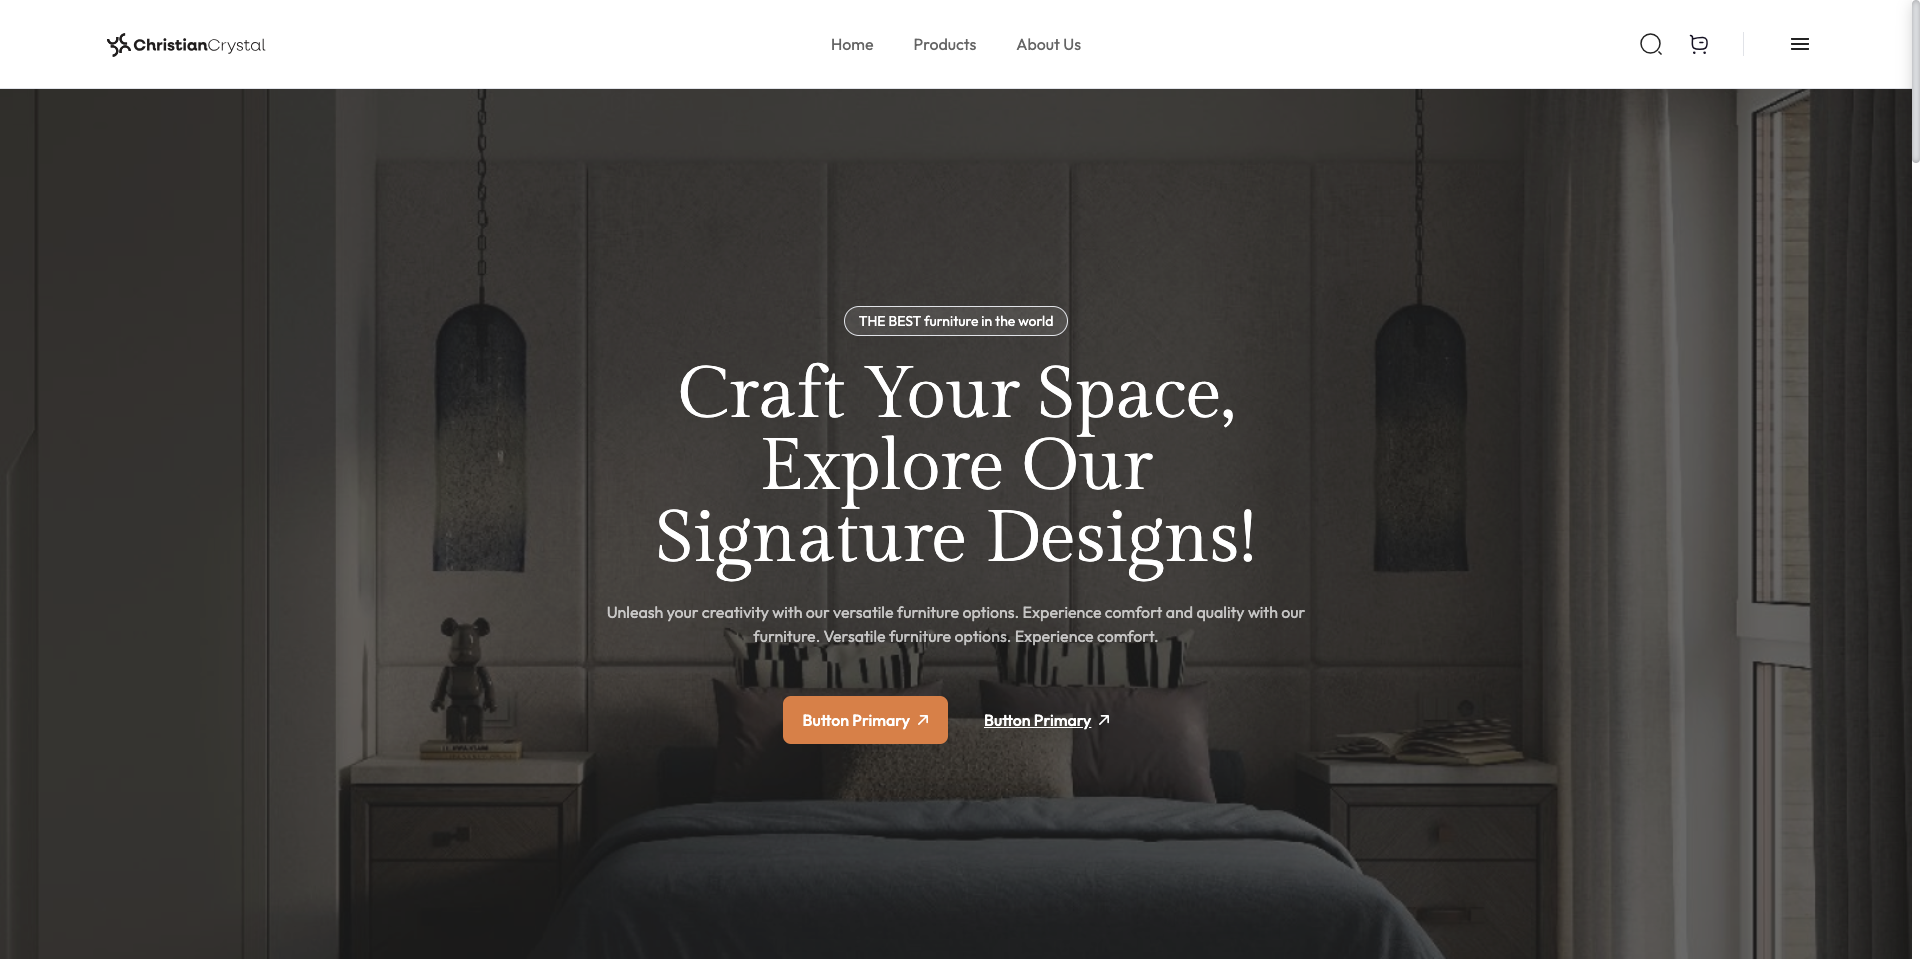 ChristianCrystal
Home
Products
About Us
THE BEST furniture in the world
Craft Your Space,
Explore Our
Signature Designs!
Unleash your creativity with our versatile furniture options. Experience comfort and quality with our
furniture. Versatile furniture options. Experience comfort.
Button Primary
Button Primary